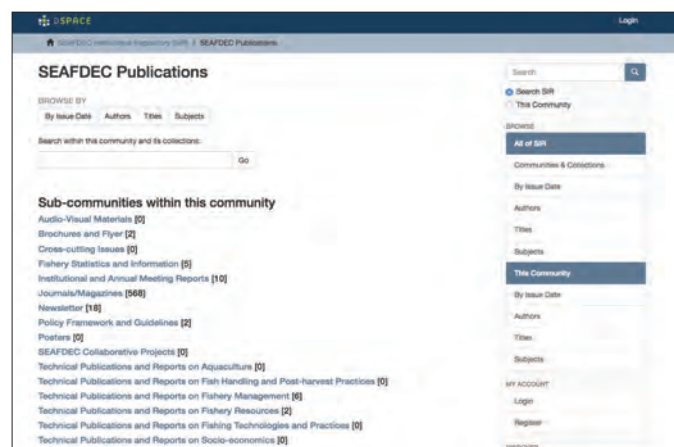 DSPACE
Login
SEAFDEC Institutional Repository (SIR) / SEAFDEC Publications
SEAFDEC Publications
BROWSE BY
By Issue Date Authors Titles Subjects
Search within this community and its collections:
Go
Sub-communities within this community
Audio-Visual Materials [0]
Brochures and Flyer [2]
Cross-cutting Issues [0]
Fishery Statistics and Information [5]
Institutional and Annual Meeting Reports [10]
Journals/Magazines [568]
Newsletter [18]
Policy Framework and Guidelines [2]
Posters [0]
SEAFDEC Collaborative Projects [0]
Technical Publications and Reports on Aquaculture [0]
Technical Publications and Reports on Fish Handling and Post-harvest Practices [0]
Technical Publications and Reports on Fishery Management [6]
Technical Publications and Reports on Fishery Resources [2]
Technical Publications and Reports on Fishing Technologies and Practices [0]
Technical Publications and Reports on Socio-economics [0]
Search
Search SIR
This Community
BROWSE
All of SIR
Communities & Collections
By Issue Date
Authors
Titles
Subjects
This Community
By Issue Date
Authors
Titles
Subjects
MY ACCOUNT
Login
Register